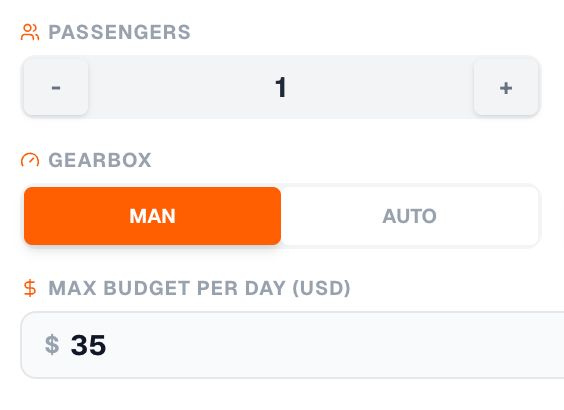 PASSENGERS
- 1 +
GEARBOX
MAN AUTO
MAX BUDGET PER DAY (USD)
$ 35